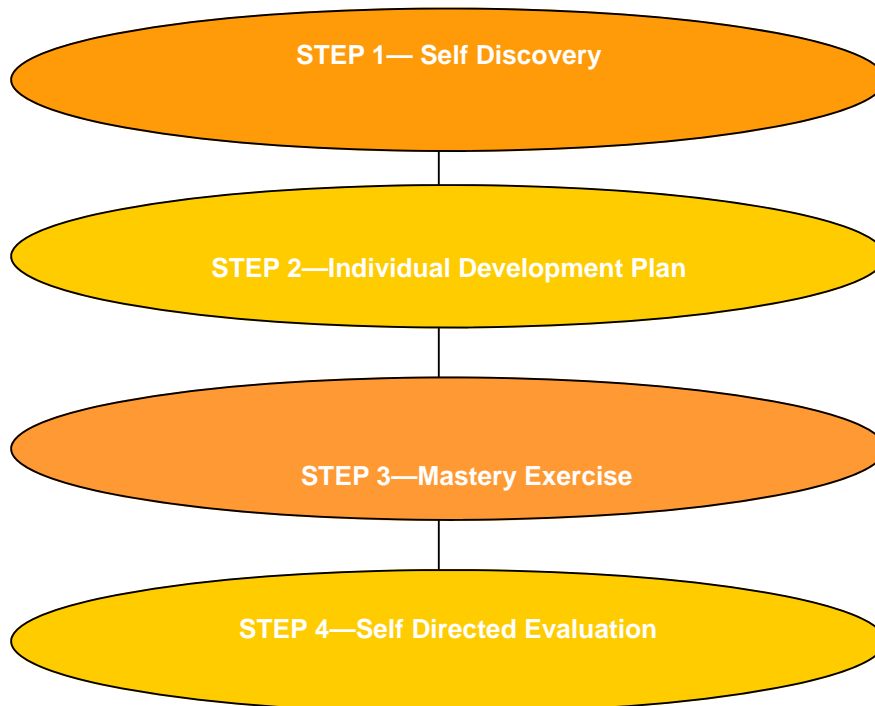 STEP 1— Self Discovery
STEP 2—Individual Development Plan
STEP 3—Mastery Exercise
STEP 4—Self Directed Evaluation